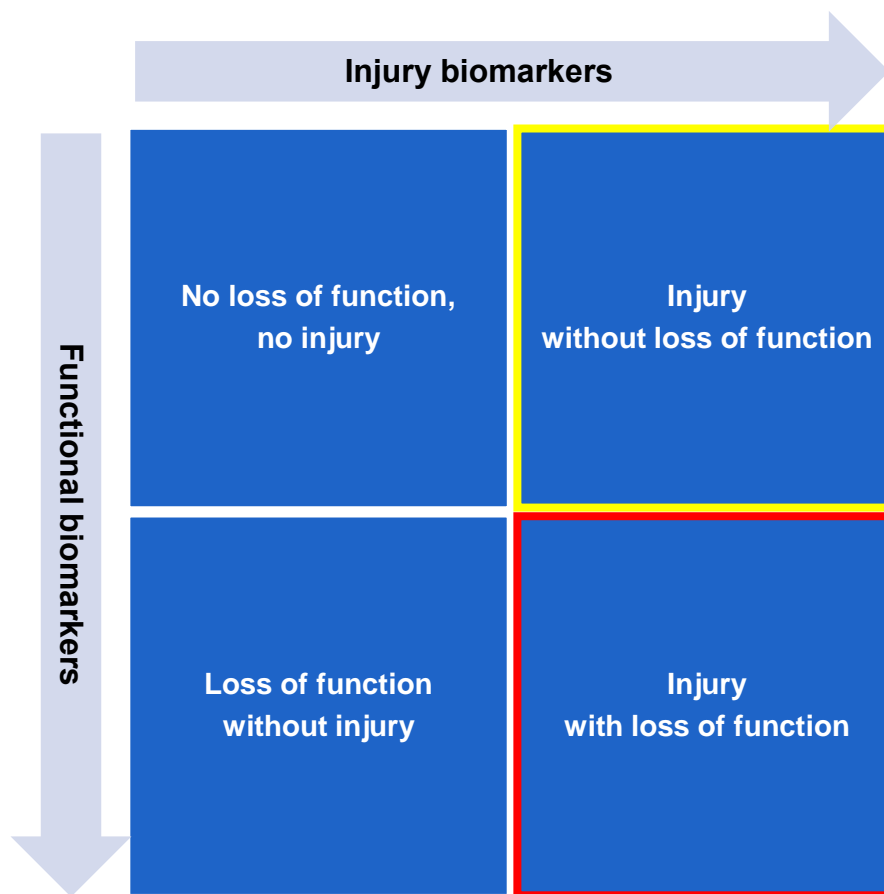 Injury biomarkers
Functional biomarkers
No loss of function,
no injury
Injury
without loss of function
Loss of function
without injury
Injury
with loss of function